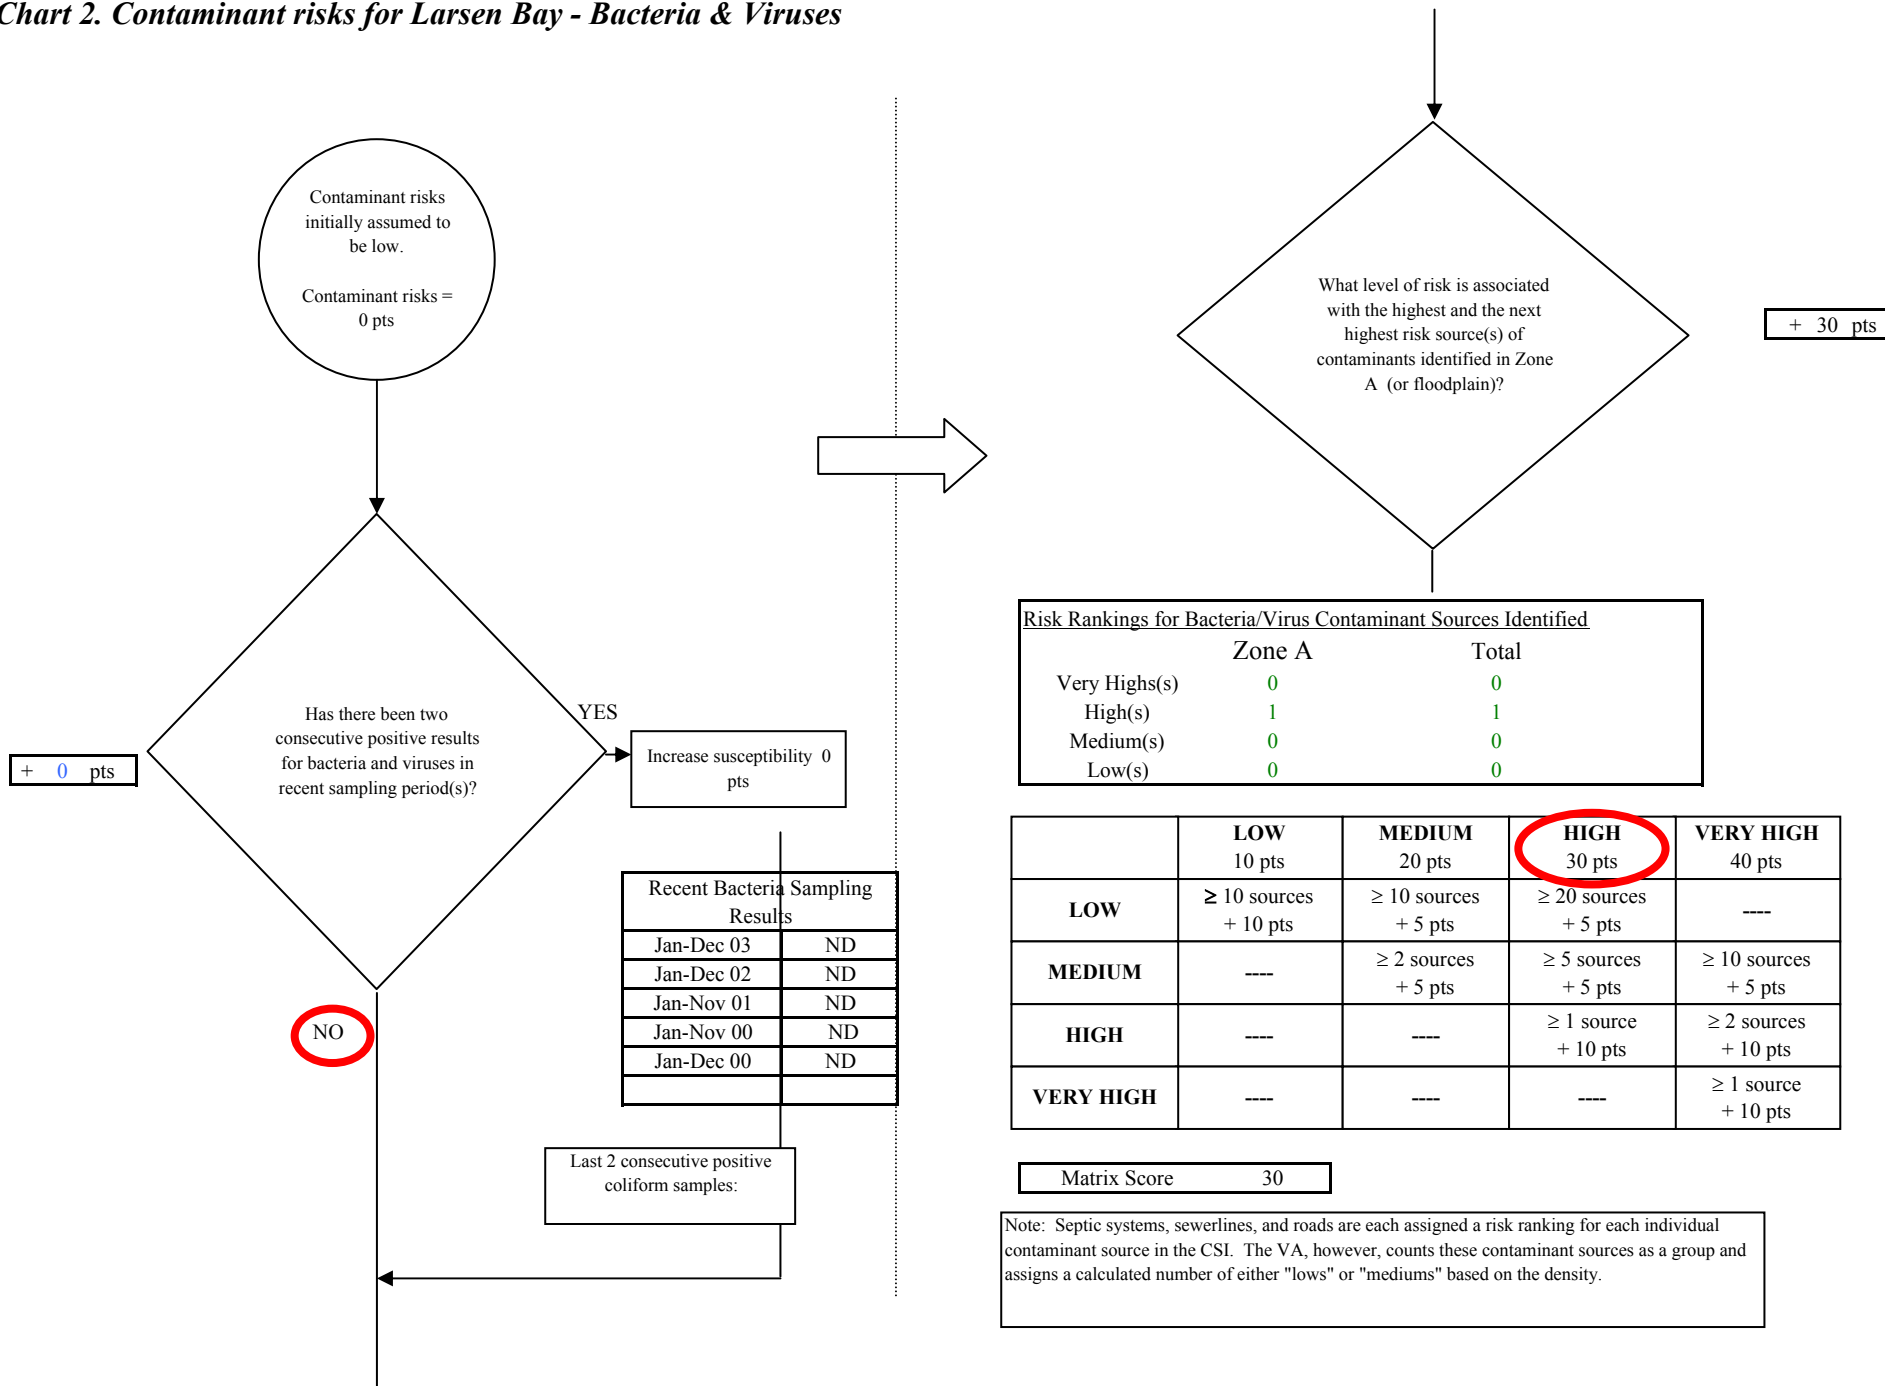 Chart 2. Contaminant risks for Larsen Bay - Bacteria & Viruses
Contaminant risks
initially assumed to
be low.
Contaminant risks =
0 pts
Has there been two
consecutive positive results
for bacteria and viruses in
recent sampling period(s)?
+ 0 pts
YES
Increase susceptibility 0
pts
NO
Recent Bacteria Sampling
Results
Jan-Dec 03 ND
Jan-Dec 02 ND
Jan-Nov 01 ND
Jan-Nov 00 ND
Jan-Dec 00 ND
Last 2 consecutive positive
coliform samples:
What level of risk is associated
with the highest and the next
highest risk source(s) of
contaminants identified in Zone
A (or floodplain)?
+ 30 pts
Risk Rankings for Bacteria/Virus Contaminant Sources Identified
Zone A Total
Very Highs(s) 0 0
High(s) 1 1
Medium(s) 0 0
Low(s) 0 0
LOW MEDIUM HIGH VERY HIGH
10 pts 20 pts 30 pts 40 pts
LOW ≥ 10 sources ≥ 10 sources ≥ 20 sources ----
+ 10 pts + 5 pts + 5 pts
MEDIUM ---- ≥ 2 sources ≥ 5 sources ≥ 10 sources
+ 5 pts + 5 pts + 5 pts
HIGH ---- ---- ≥ 1 source ≥ 2 sources
+ 10 pts + 10 pts
VERY HIGH ---- ---- ---- ≥ 1 source
+ 10 pts
Matrix Score 30
Note: Septic systems, sewerlines, and roads are each assigned a risk ranking for each individual
contaminant source in the CSI. The VA, however, counts these contaminant sources as a group and
assigns a calculated number of either "lows" or "mediums" based on the density.